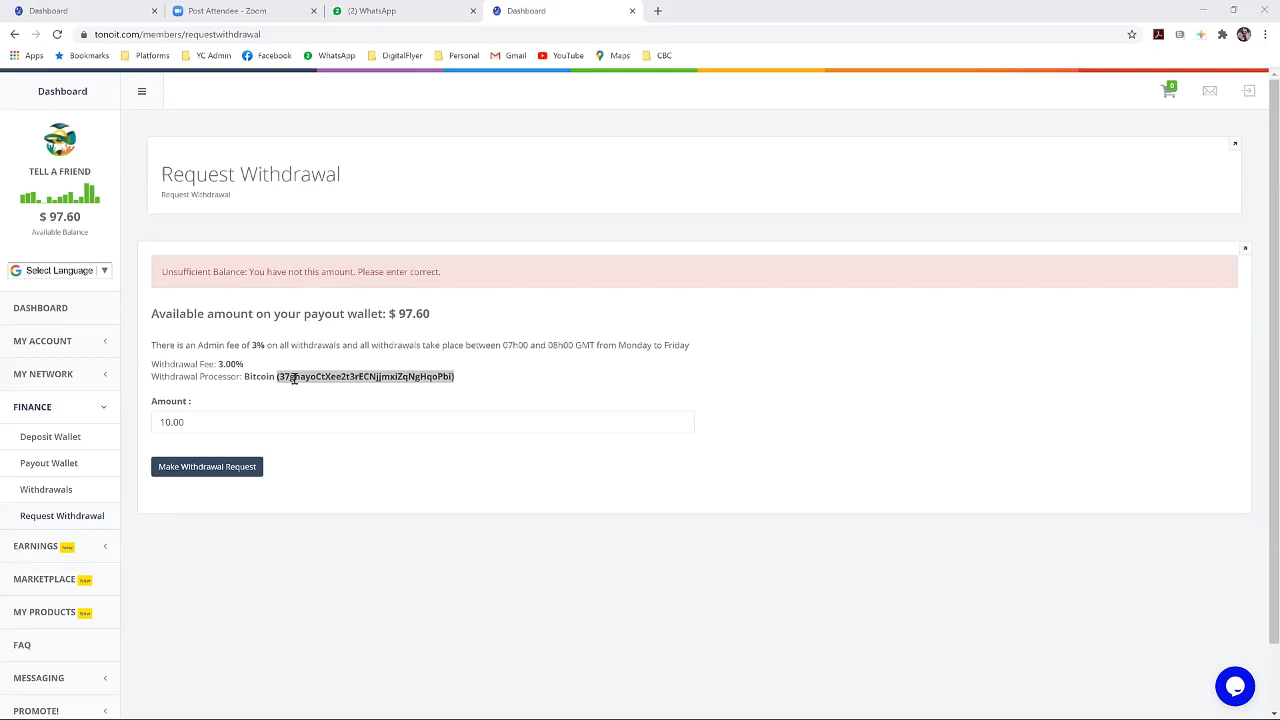 Dashboard
Post Attendee - Zoom
(2) WhatsApp
Dashboard
tonoit.com/members/requestwithdrawal
Apps
Bookmarks
Platforms
YC Admin
Facebook
WhatsApp
DigitalFlyer
Personal
Gmail
YouTube
Maps
CBC
Dashboard
0
TELL A FRIEND
$ 97.60
Available Balance
Select Language
DASHBOARD
MY ACCOUNT
MY NETWORK
FINANCE
Deposit Wallet
Payout Wallet
Withdrawals
Request Withdrawal
EARNINGS New
MARKETPLACE New
MY PRODUCTS New
FAQ
MESSAGING
PROMOTE!
Request Withdrawal
Request Withdrawal
Unsufficient Balance: You have not this amount. Please enter correct.
Available amount on your payout wallet: $ 97.60
There is an Admin fee of 3% on all withdrawals and all withdrawals take place between 07h00 and 08h00 GMT from Monday to Friday
Withdrawal Fee: 3.00%
Withdrawal Processor: Bitcoin
Amount :
10.00
Make Withdrawal Request